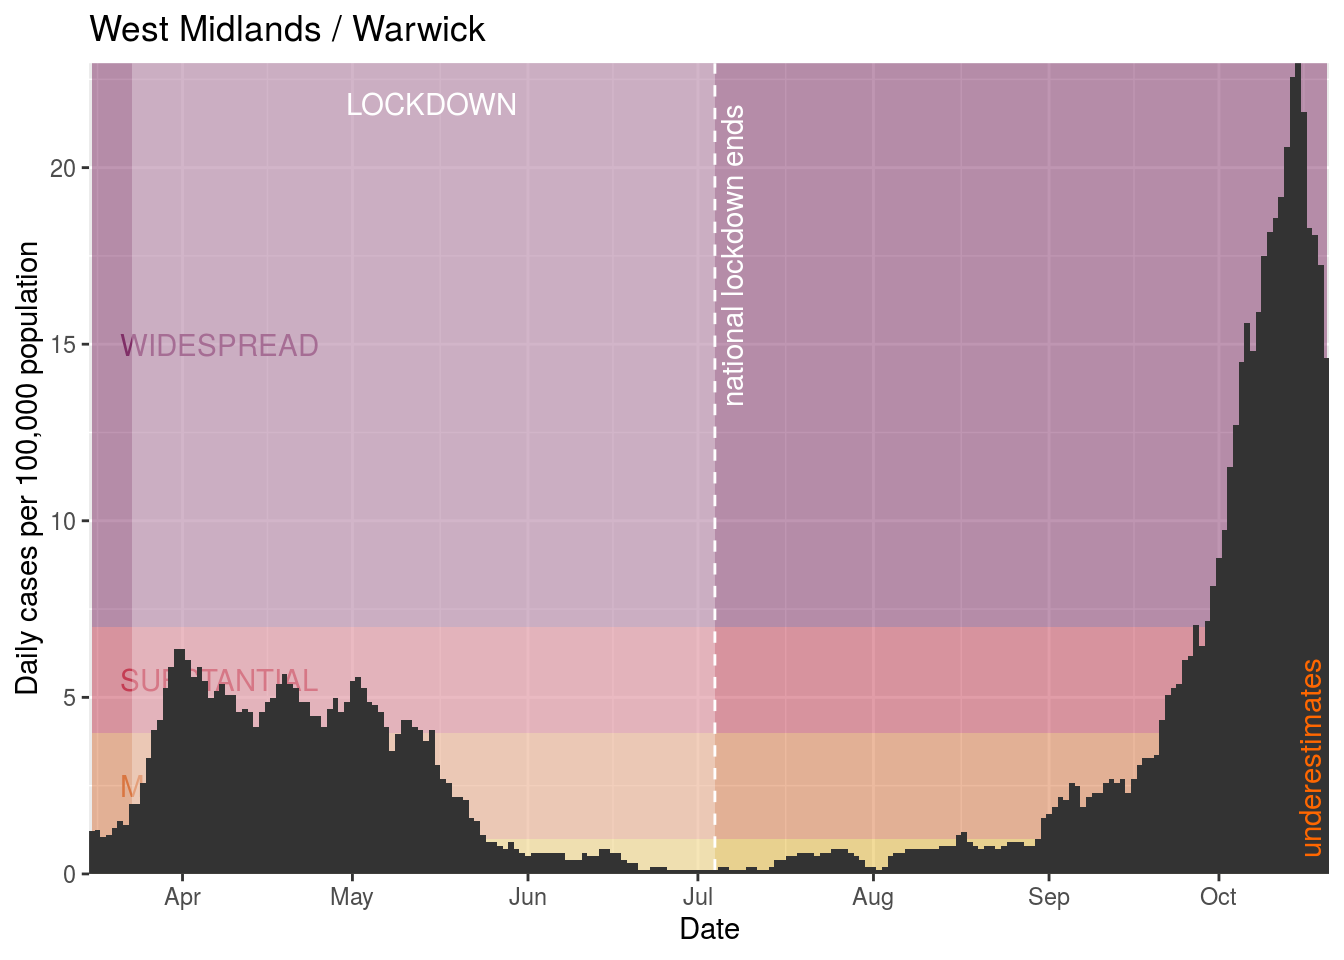 West Midlands / Warwick
LOCKDOWN
national lockdown ends
WIDESPREAD
SUBSTANTIAL
M
underestimates
Daily cases per 100,000 population
20
15
10
5
0
Apr May Jun Jul Aug Sep Oct
Date